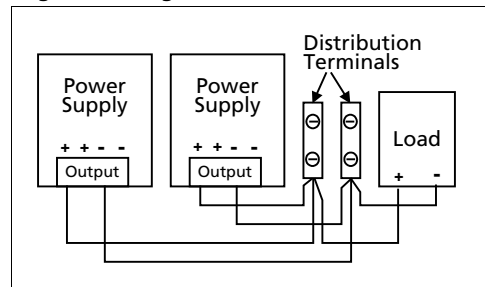 Distribution
Terminals
Power
Supply
+ + - -
Output
Power
Supply
+ + - -
Output
Load
+ -